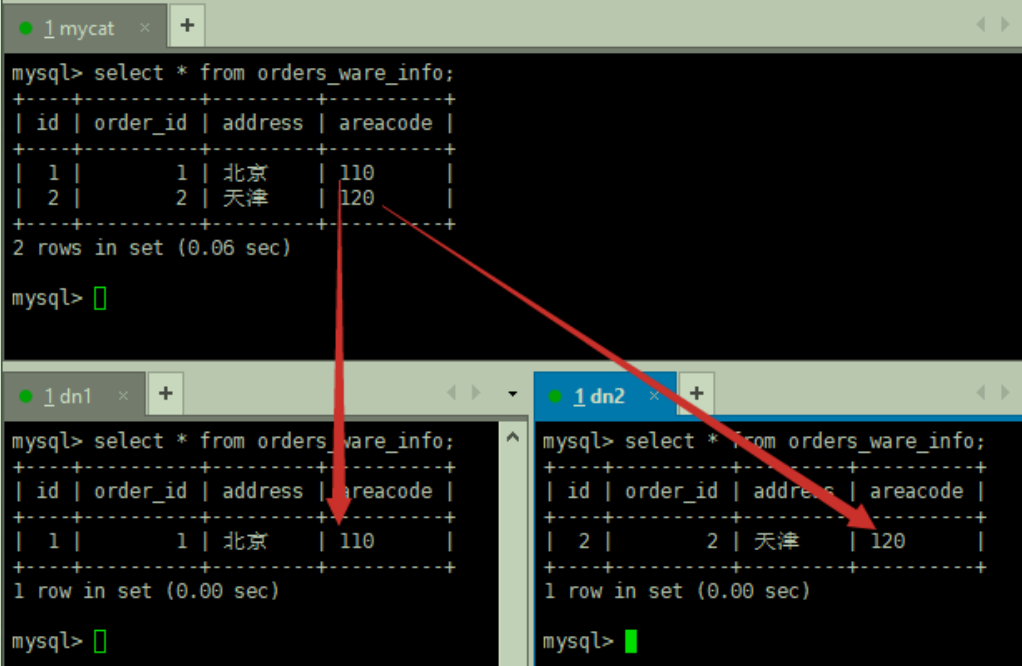 1 mycat × +
mysql> select * from orders_ware_info;
+----+----------+---------+----------+
| id | order_id | address | areacode |
+----+----------+---------+----------+
| 1 | 1 | 北京 | 110 |
| 2 | 2 | 天津 | 120 |
+----+----------+---------+----------+
2 rows in set (0.06 sec)
mysql>
1 dn1 × +
mysql> select * from orders_ware_info;
+----+----------+---------+----------+
| id | order_id | address | areacode |
+----+----------+---------+----------+
| 1 | 1 | 北京 | 110 |
+----+----------+---------+----------+
1 row in set (0.00 sec)
mysql>
1 dn2 × +
mysql> select * from orders_ware_info;
+----+----------+---------+----------+
| id | order_id | address | areacode |
+----+----------+---------+----------+
| 2 | 2 | 天津 | 120 |
+----+----------+---------+----------+
1 row in set (0.00 sec)
mysql>